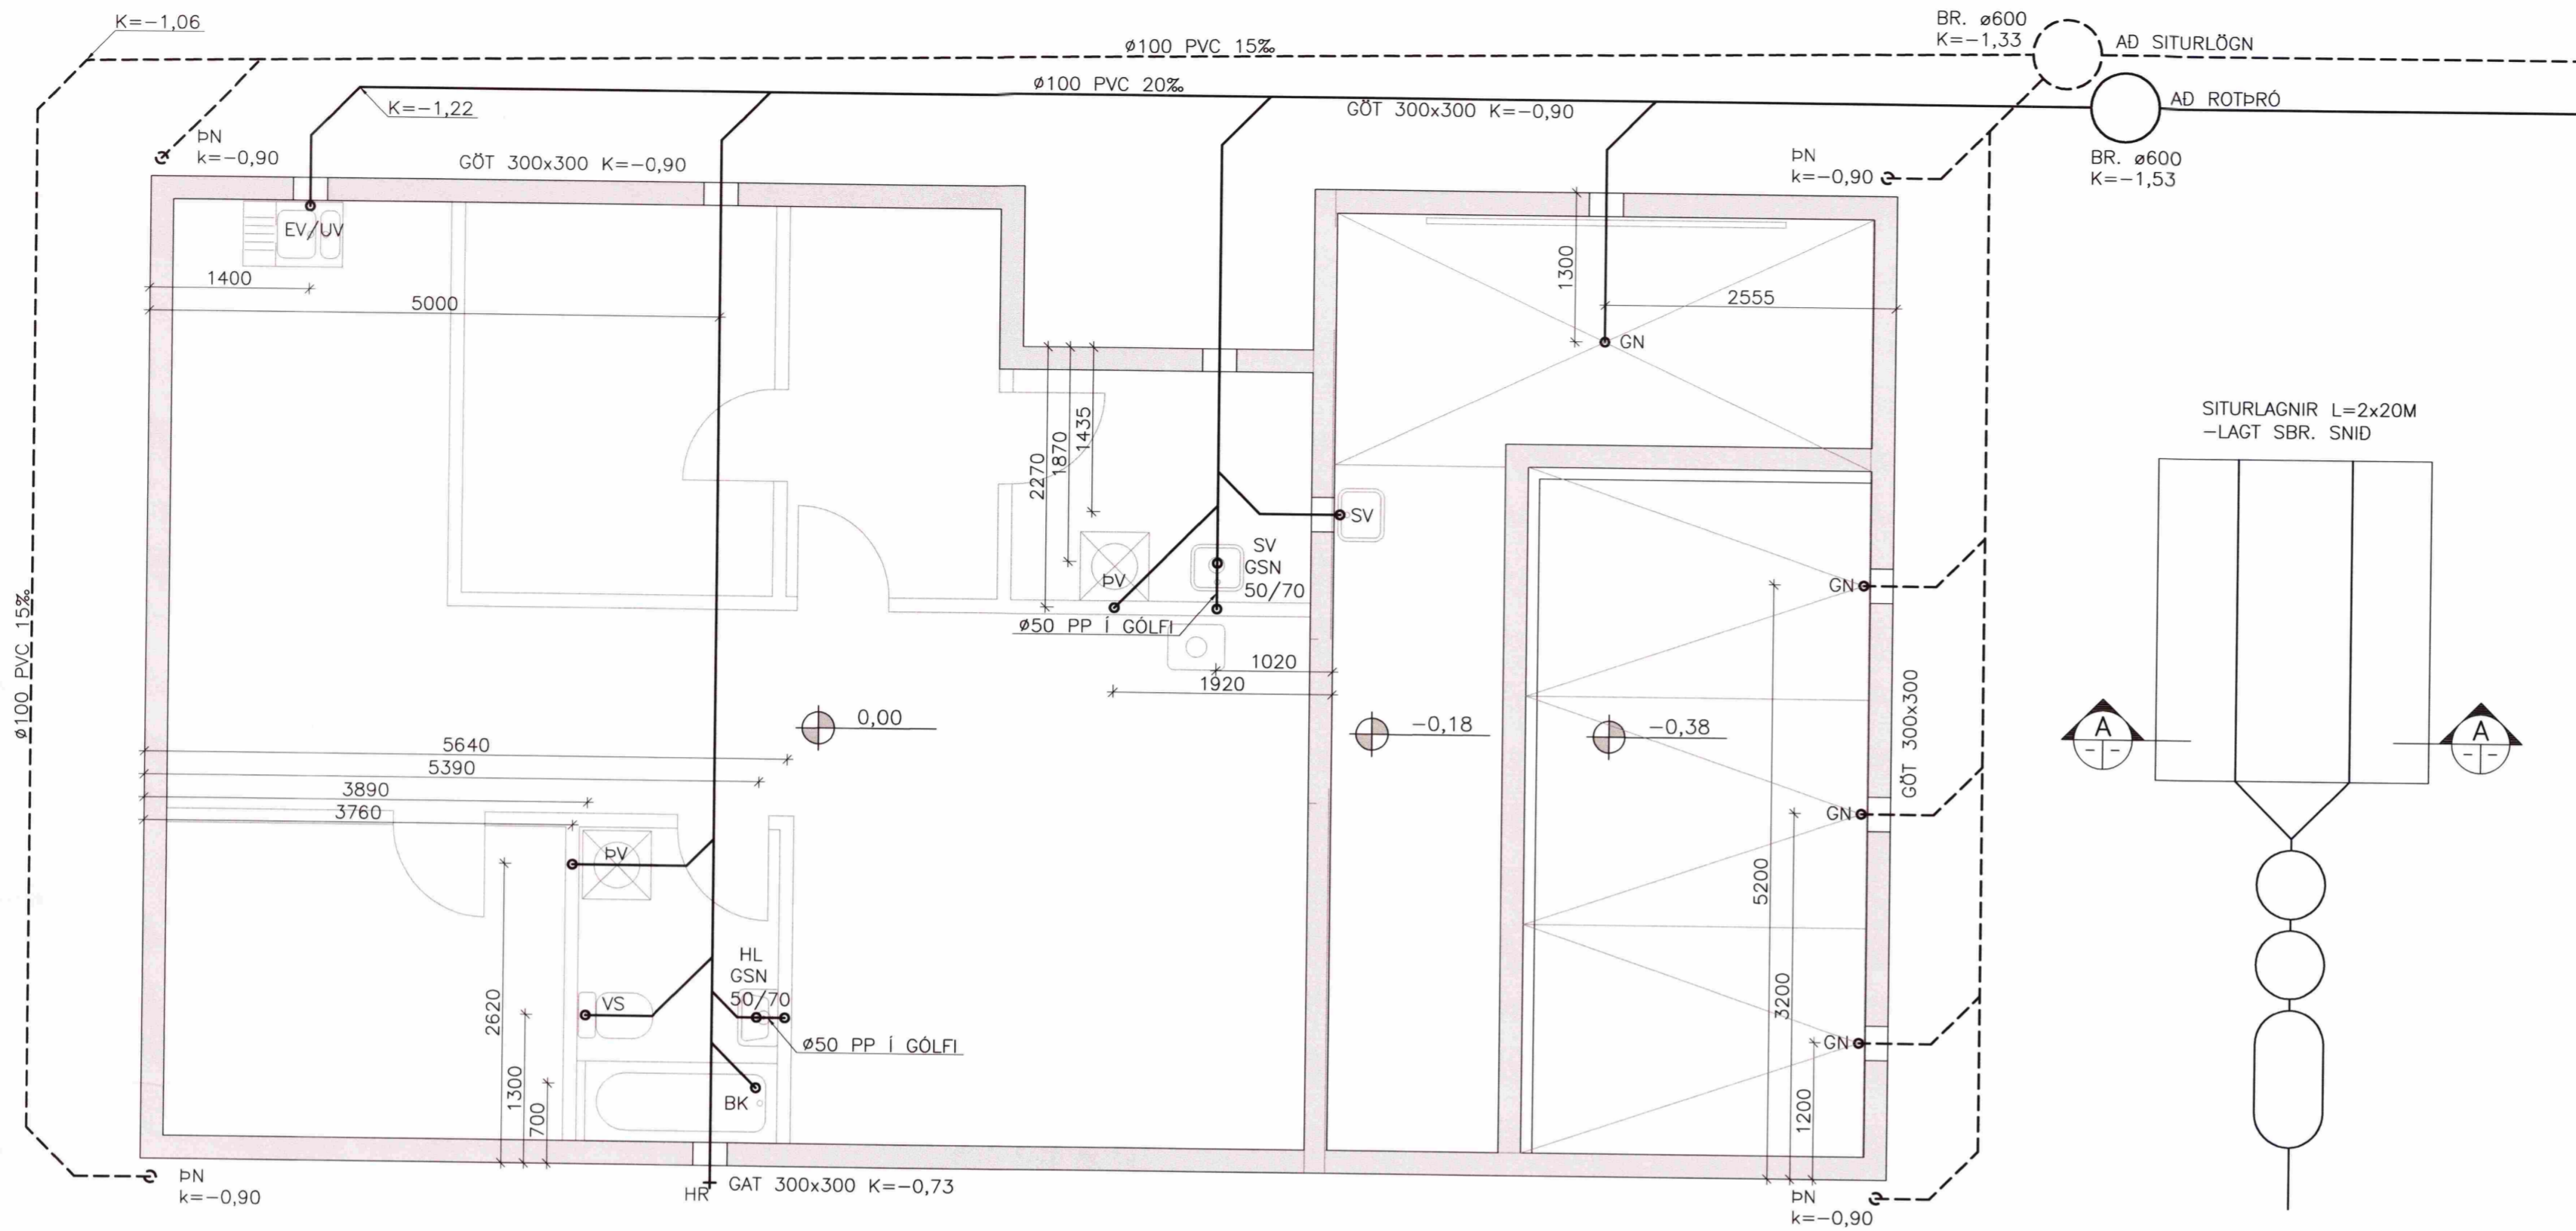 K=-1,06
BR. ø600
K=-1,33
AÐ SITURLÖGN
ø100 PVC 15‰
ø100 PVC 20‰
K=-1,22
GÖT 300x300 K=-0,90
AÐ ROTÞRÓ
BR. ø600
K=-1,53
ÞN
k=-0,90
GÖT 300x300 K=-0,90
ÞN
k=-0,90
EV/UV
1400
5000
1300
2555
GN
SITURLAGNIR L=2x20M
-LAGT SBR. SNIÐ
2270
1870
1435
SV
SV
GSN
50/70
ÞV
ø50 PP Í GÓLFI
1020
1920
GN
ø100 PVC 15‰
0,00
-0,18
-0,38
GÖT 300x300
A
--
A
--
5640
5390
3890
3760
ÞV
GN
5200
3200
1200
HL
GSN
50/70
VS
ø50 PP Í GÓLFI
2620
1300
700
BK
GN
ÞN
k=-0,90
HR
GAT 300x300 K=-0,73
ÞN
k=-0,90